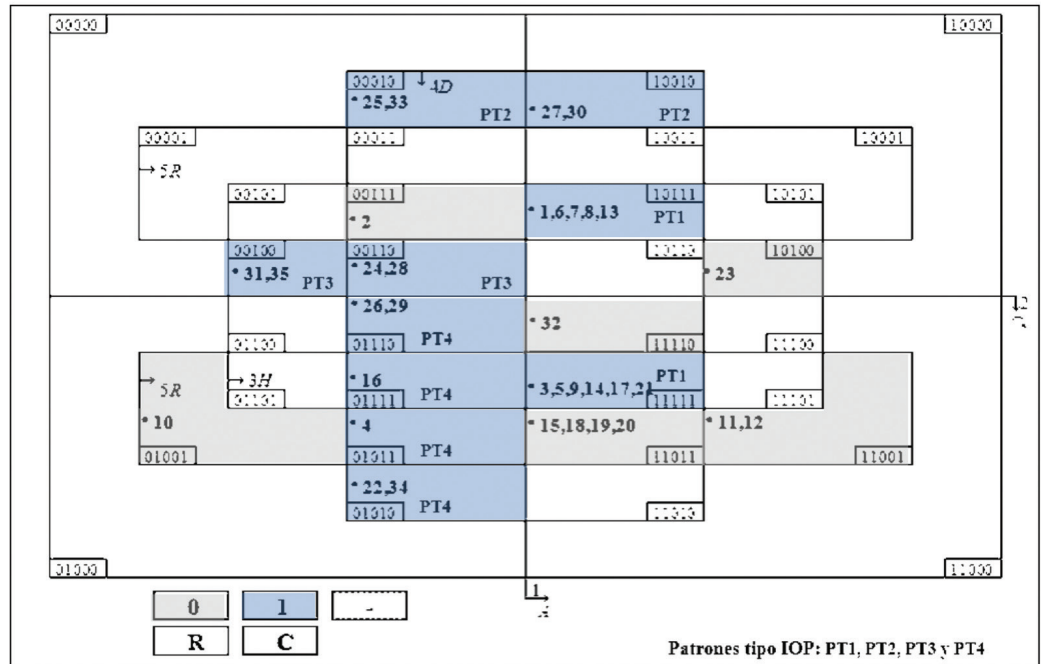 00000 10000
00010 AD 10010
25,33 PT2 27,30 PT2
00001 00011 10011 10001
5R
00101 00111 10111 10101
2 1,6,7,8,13 PT1
00100 00110 10110 10100
31,35 PT3 24,28 PT3 23
26,29 32
01100 01110 PT4 11110 11100
5R 3H 16 3,5,9,14,17,21 PT1
01101 01111 PT4 11111 11101
10 4 15,18,19,20 11,12
01001 01011 PT4 11011 11001
22,34
01010 PT4 11010
01000 11000
1
0 1 -
R C
Patrones tipo IOP: PT1, PT2, PT3 y PT4